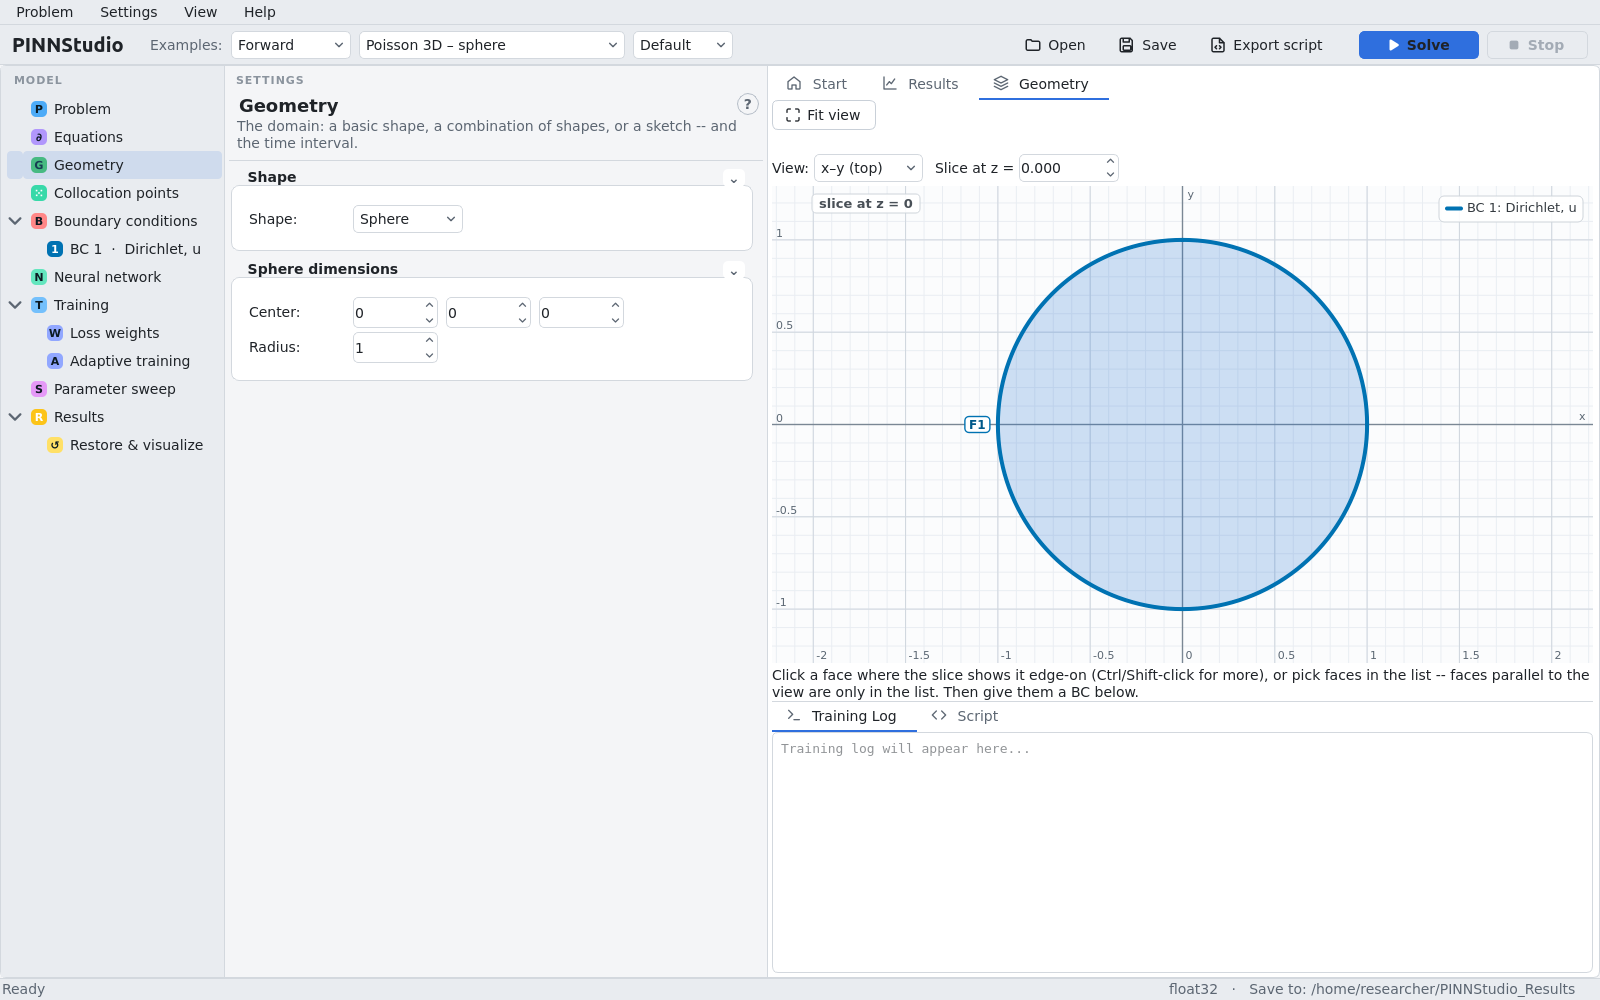 Problem Settings View Help
PINNStudio Examples: Forward Poisson 3D – sphere Default Open Save Export script Solve Stop
MODEL
P Problem
∂ Equations
G Geometry
Collocation points
B Boundary conditions
1 BC 1 · Dirichlet, u
N Neural network
T Training
W Loss weights
A Adaptive training
S Parameter sweep
R Results
↺ Restore & visualize
SETTINGS
Geometry ?
The domain: a basic shape, a combination of shapes, or a sketch -- and
the time interval.
Shape
Shape: Sphere
Sphere dimensions
Center: 0 0 0
Radius: 1
Start Results Geometry
Fit view
View: x–y (top) Slice at z = 0.000
slice at z = 0
y
BC 1: Dirichlet, u
1
0.5
0
-0.5
-1
F1
x
-2 -1.5 -1 -0.5 0 0.5 1 1.5 2
Click a face where the slice shows it edge-on (Ctrl/Shift-click for more), or pick faces in the list -- faces parallel to the
view are only in the list. Then give them a BC below.
Training Log Script
Training log will appear here...
Ready float32 · Save to: /home/researcher/PINNStudio_Results